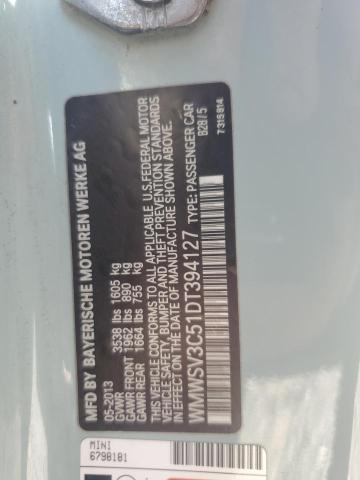 MFD BY BAYERISCHE MOTOREN WERKE AG
05-2013
GVWR 3538 lbs 1605 kg
GAWR FRONT 1962 lbs 890 kg
GAWR REAR 1664 lbs 755 kg
THIS VEHICLE CONFORMS TO ALL APPLICABLE U.S.FEDERAL MOTOR
VEHICLE SAFETY, BUMPER AND THEFT PREVENTION STANDARDS
IN EFFECT ON THE DATE OF MANUFACTURE SHOWN ABOVE.
WMWSV3C51DT394127 TYPE: PASSENGER CAR
B28/5
7315814
MINI
6798101